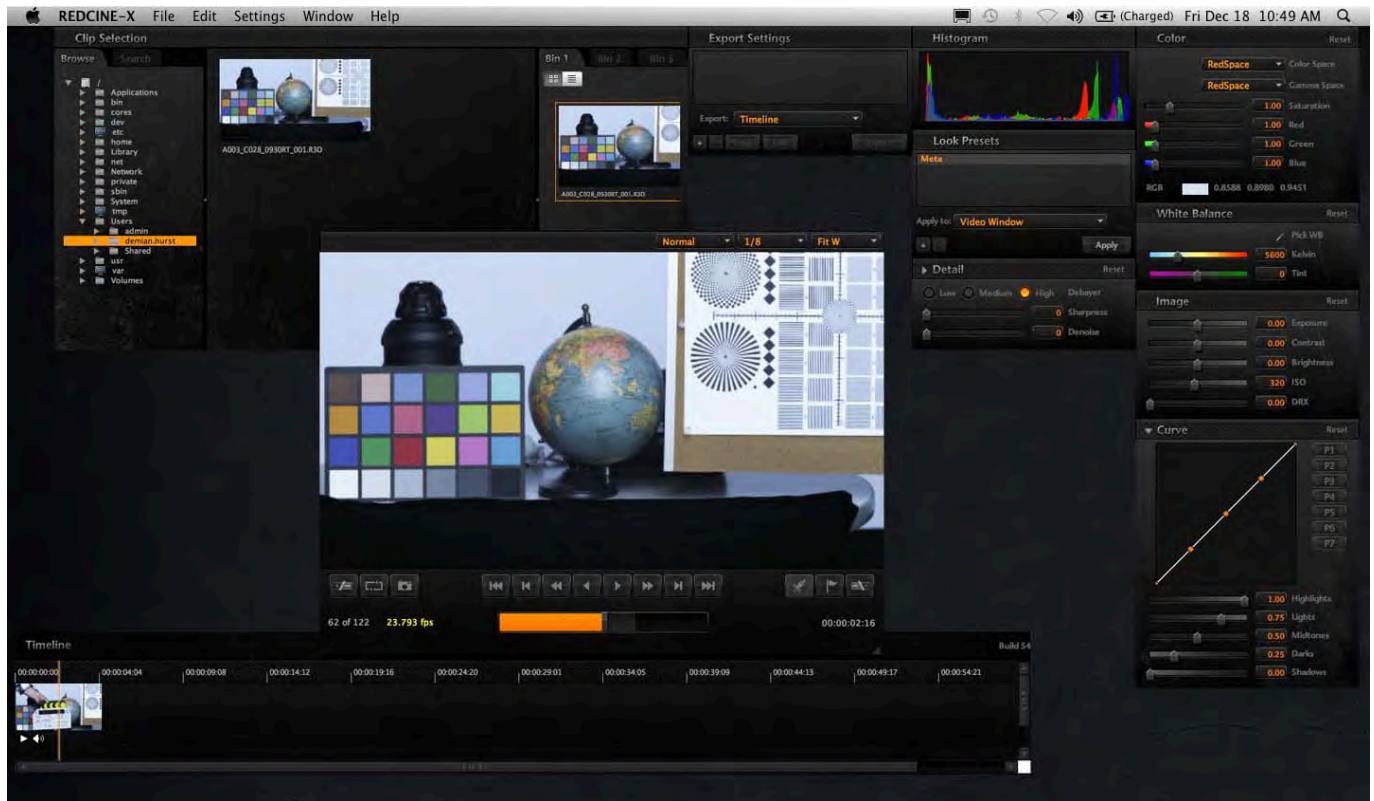 REDCINE-X File Edit Settings Window Help
(Charged) Fri Dec 18 10:49 AM
Clip Selection
Browse Search
/
Applications
bin
cores
dev
etc
home
Library
net
Network
private
sbin
System
tmp
Users
admin
demian.hurst
Shared
usr
var
Volumes
A003_C028_0930RT_001.R3D
Bin 1 Bin 2 Bin 3
A003_C028_0930RT_001.R3D
Export Settings
Export: Timeline
Histogram
Look Presets
Meta
Apply to: Video Window
Apply
Detail Reset
Low Medium High Debayer
0 Sharpness
0 Denoise
Color Reset
RedSpace Color Space
RedSpace Gamma Space
1.00 Saturation
1.00 Red
1.00 Green
1.00 Blue
RGB 0.8588 0.8980 0.9451
White Balance Reset
Pick WB
5600 Kelvin
0 Tint
Image Reset
0.00 Exposure
0.00 Contrast
0.00 Brightness
320 ISO
0.00 DRX
Curve Reset
P1
P2
P3
P4
P5
P6
P7
1.00 Highlights
0.75 Lights
0.50 Midtones
0.25 Darks
0.00 Shadows
Normal 1/8 Fit W
62 of 122 23.793 fps 00:00:02:16
Timeline Build 54
00:00:00:00 00:00:04:04 00:00:09:08 00:00:14:12 00:00:19:16 00:00:24:20 00:00:29:01 00:00:34:05 00:00:39:09 00:00:44:13 00:00:49:17 00:00:54:21